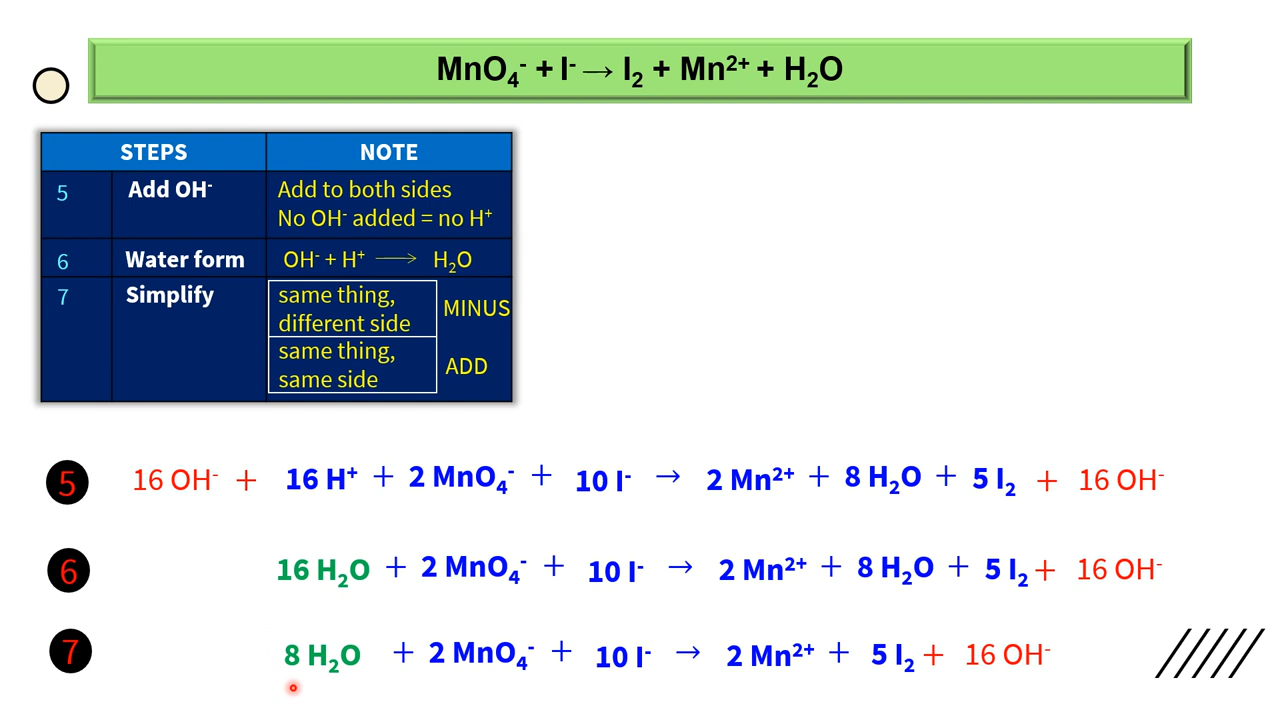 MnO₄⁻ + I⁻ → I₂ + Mn²⁺ + H₂O
STEPS NOTE
5 Add OH⁻ Add to both sides
No OH⁻ added = no H⁺
6 Water form OH⁻ + H⁺ → H₂O
7 Simplify same thing,
different side MINUS
same thing,
same side ADD
5 16 OH⁻ + 16 H⁺ + 2 MnO₄⁻ + 10 I⁻ → 2 Mn²⁺ + 8 H₂O + 5 I₂ + 16 OH⁻
6 16 H₂O + 2 MnO₄⁻ + 10 I⁻ → 2 Mn²⁺ + 8 H₂O + 5 I₂ + 16 OH⁻
7 8 H₂O + 2 MnO₄⁻ + 10 I⁻ → 2 Mn²⁺ + 5 I₂ + 16 OH⁻